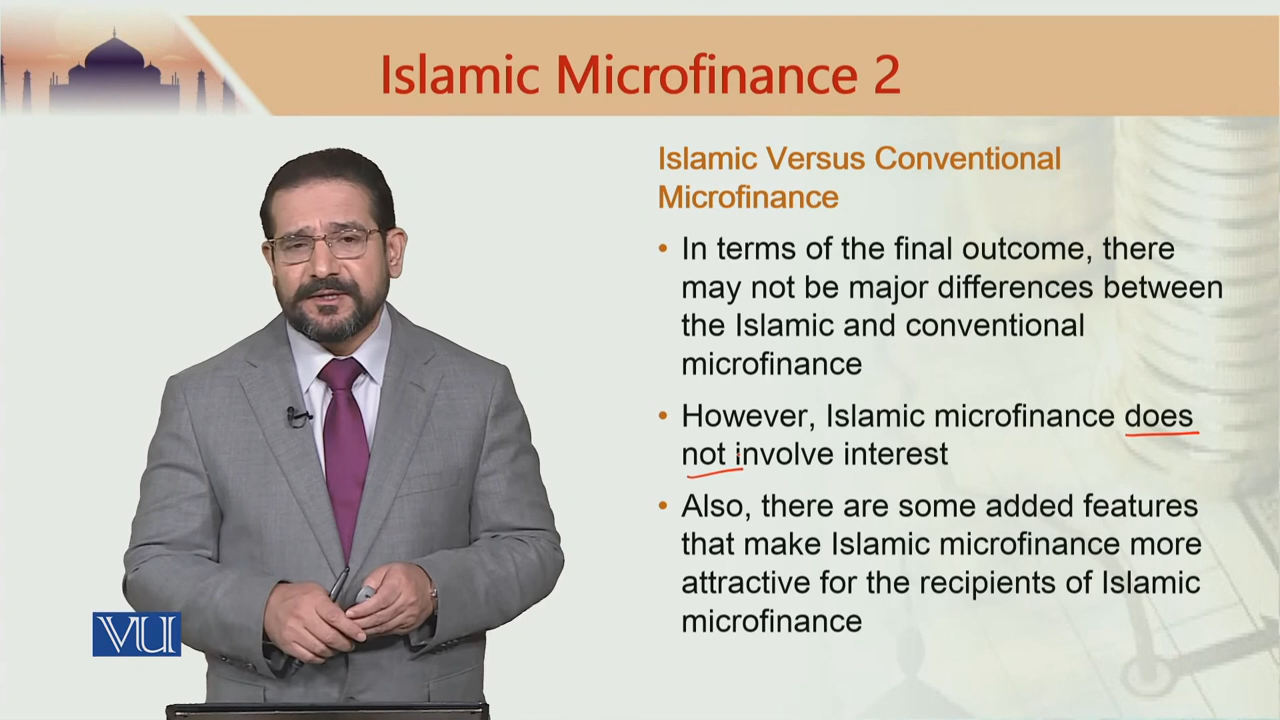 Islamic Microfinance 2
Islamic Versus Conventional
Microfinance
• In terms of the final outcome, there
may not be major differences between
the Islamic and conventional
microfinance
• However, Islamic microfinance does
not involve interest
• Also, there are some added features
that make Islamic microfinance more
attractive for the recipients of Islamic
microfinance
VU